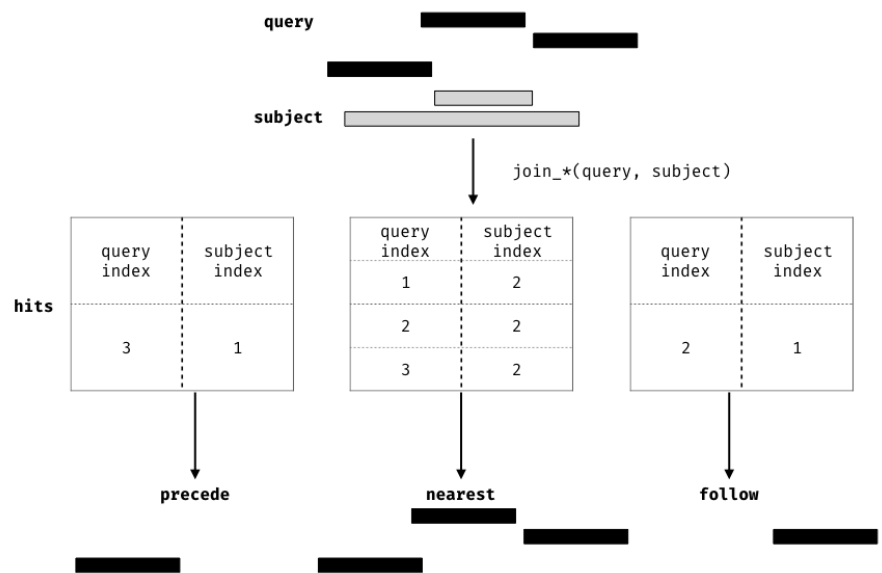 query
subject
join_*(query, subject)
query subject
index index
3 1
query subject
index index
1 2
2 2
3 2
query subject
index index
2 1
hits
precede nearest follow